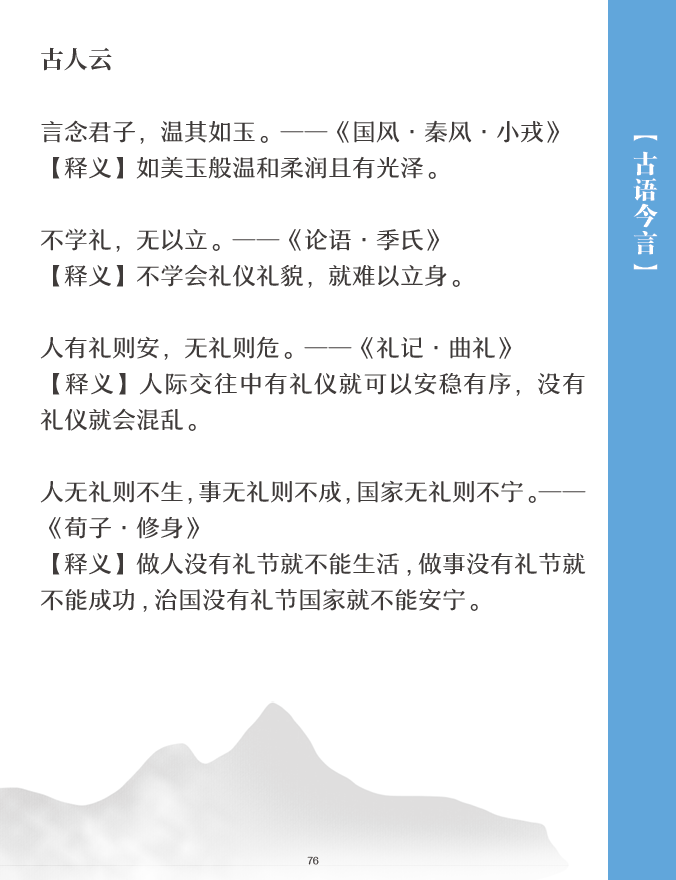 古人云
言念君子，温其如玉。——《国风·秦风·小戎》
【释义】如美玉般温和柔润且有光泽。
不学礼，无以立。——《论语·季氏》
【释义】不学会礼仪礼貌，就难以立身。
人有礼则安，无礼则危。——《礼记·曲礼》
【释义】人际交往中有礼仪就可以安稳有序，没有
礼仪就会混乱。
人无礼则不生，事无礼则不成，国家无礼则不宁。——
《荀子·修身》
【释义】做人没有礼节就不能生活，做事没有礼节就
不能成功，治国没有礼节国家就不能安宁。
【古语今言】
76